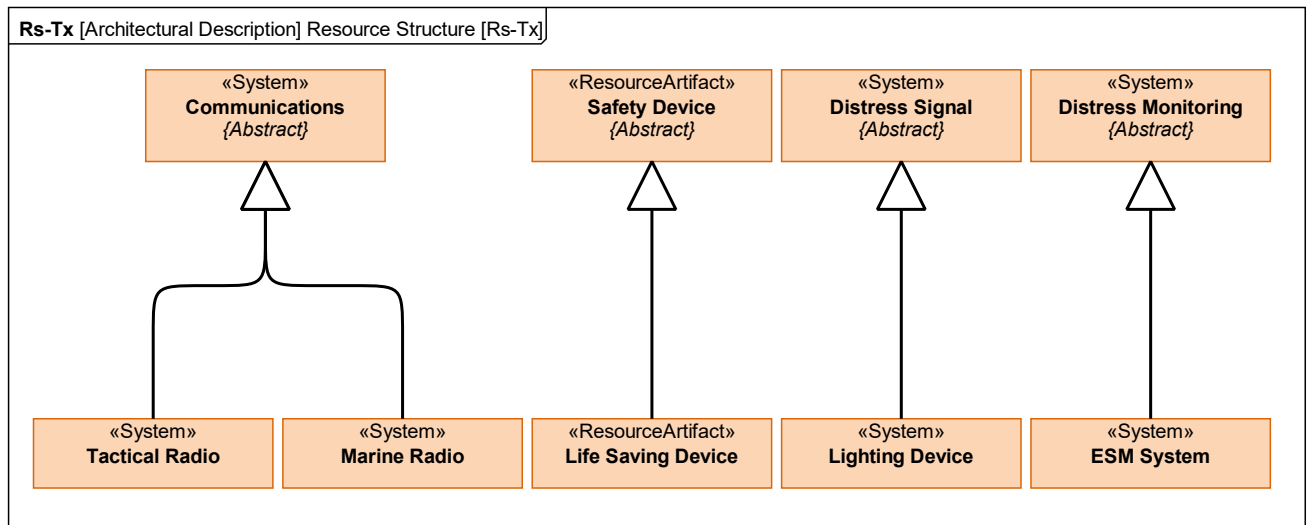 Rs-Tx [Architectural Description] Resource Structure [Rs-Tx]
«System»
Communications
{Abstract}
«ResourceArtifact»
Safety Device
{Abstract}
«System»
Distress Signal
{Abstract}
«System»
Distress Monitoring
{Abstract}
«System»
Tactical Radio
«System»
Marine Radio
«ResourceArtifact»
Life Saving Device
«System»
Lighting Device
«System»
ESM System